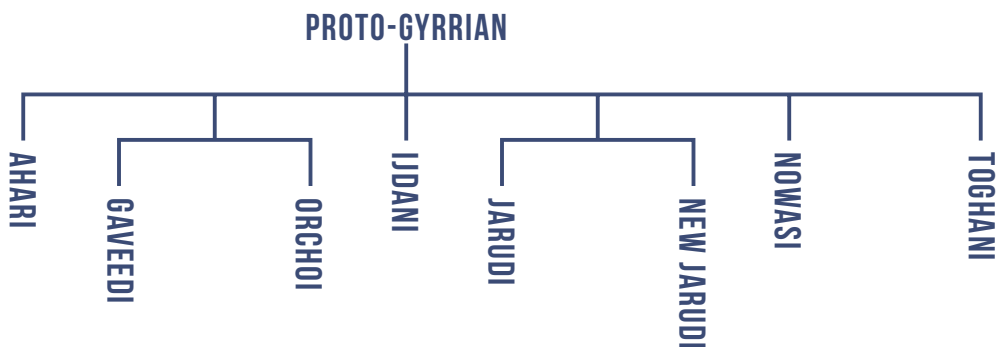 PROTO-GYRRIAN
AHARI
GAVEEDI
ORCHOI
IJDANI
JARUDI
NEW JARUDI
NOWASI
TOGHANI